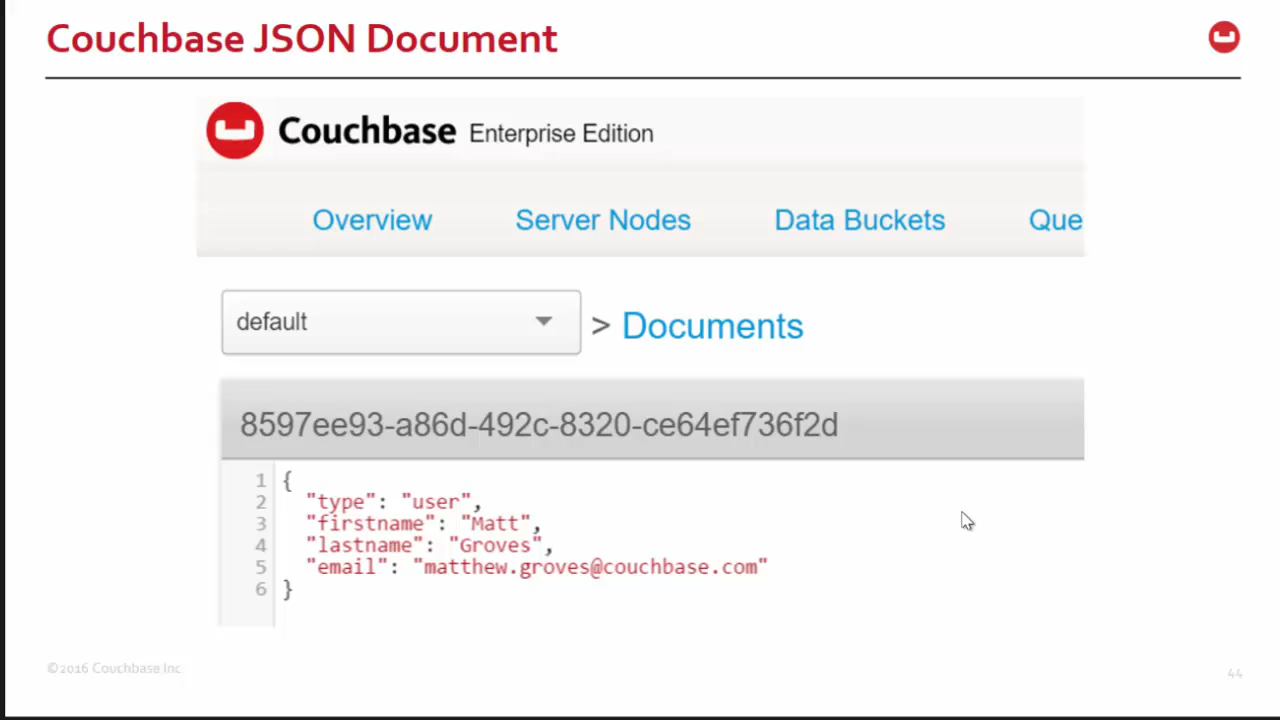 Couchbase JSON Document
Couchbase Enterprise Edition
Overview Server Nodes Data Buckets Que
default > Documents
8597ee93-a86d-492c-8320-ce64ef736f2d
1 {
2 "type": "user",
3 "firstname": "Matt",
4 "lastname": "Groves",
5 "email": "matthew.groves@couchbase.com"
6 }
©2016 Couchbase Inc. 44